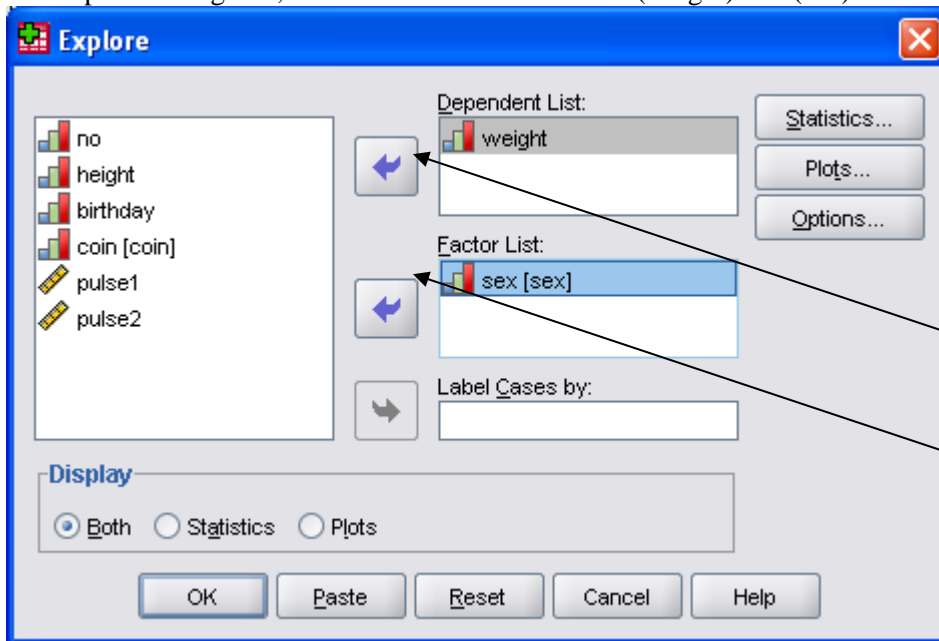 Explore
Dependent List:
weight
Statistics...
Plots...
Options...
no
height
birthday
coin [coin]
pulse1
pulse2
Factor List:
sex [sex]
Label Cases by:
Display
Both Statistics Plots
OK Paste Reset Cancel Help